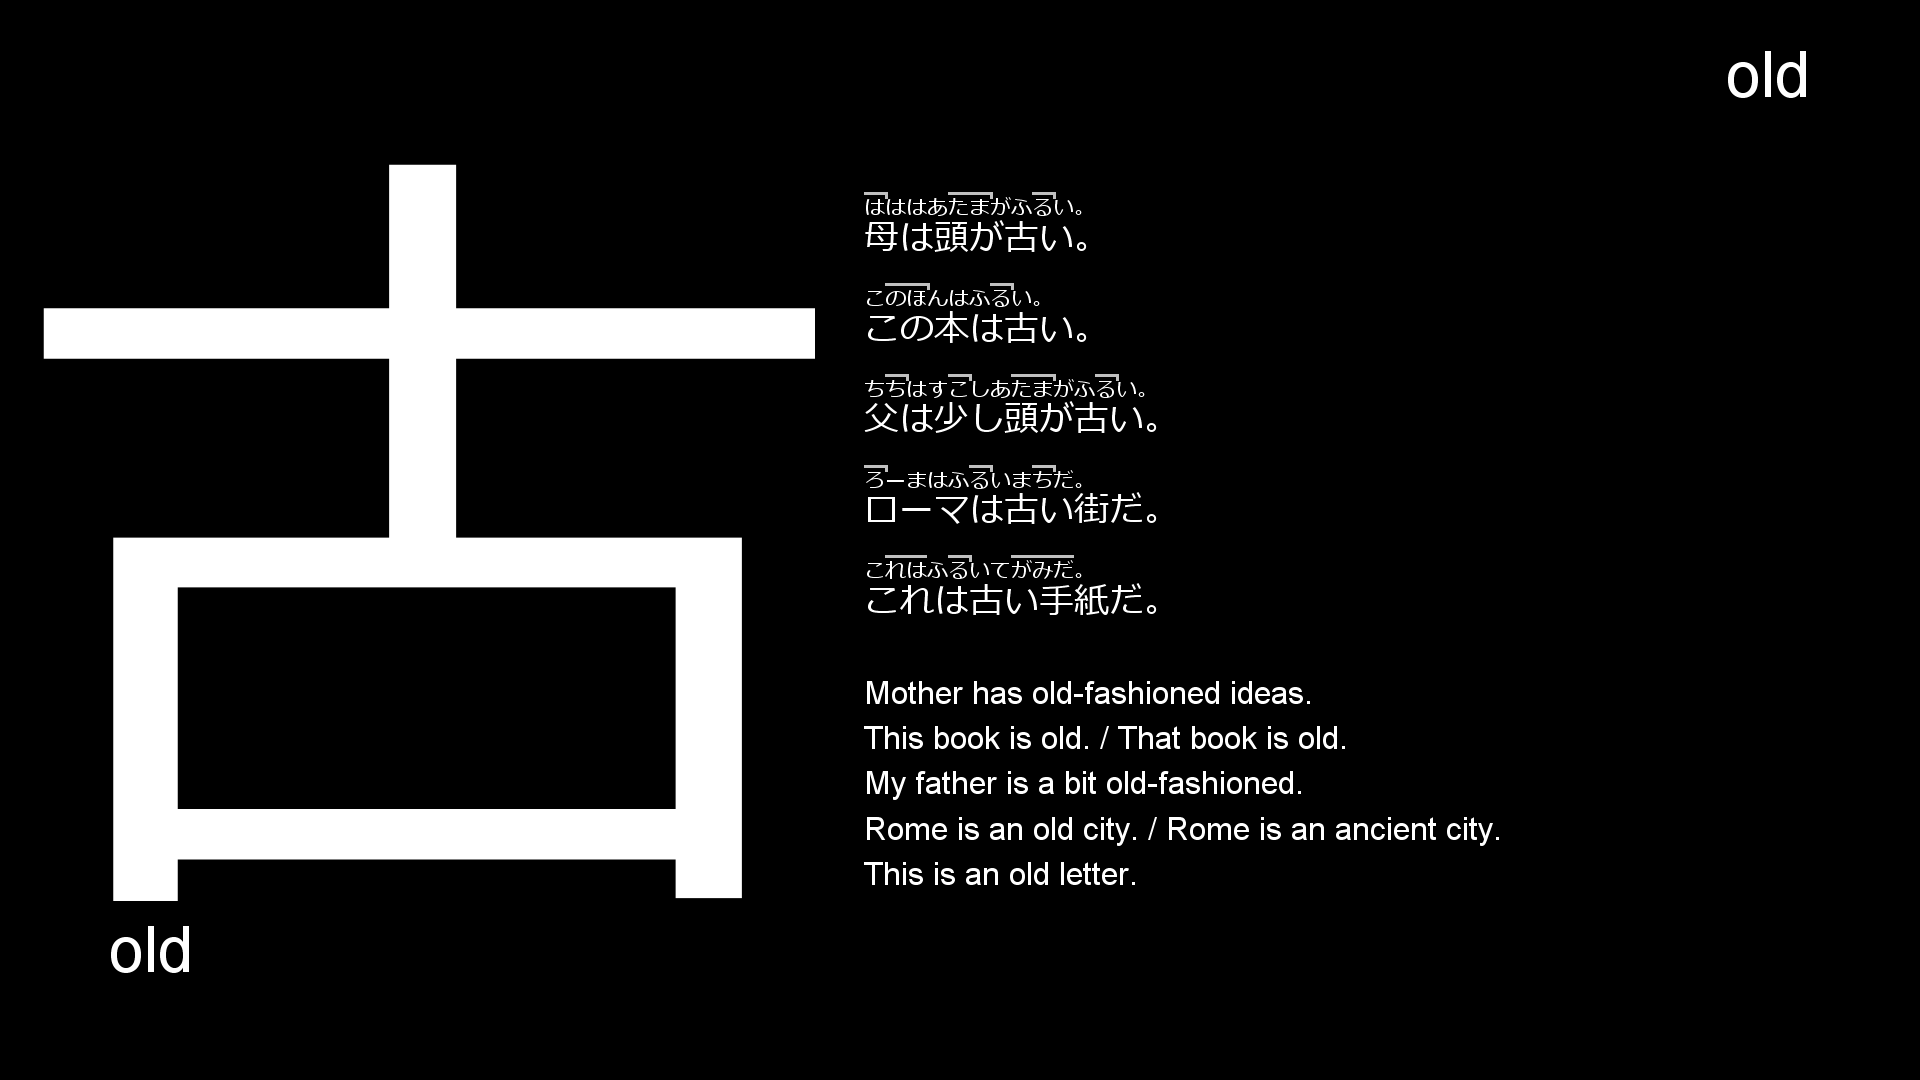 old
古
old
はははあたまがふるい。
母は頭が古い。
このほんはふるい。
この本は古い。
ちちはすこしあたまがふるい。
父は少し頭が古い。
ろーまはふるいまちだ。
ローマは古い街だ。
これはふるいてがみだ。
これは古い手紙だ。
Mother has old-fashioned ideas.
This book is old. / That book is old.
My father is a bit old-fashioned.
Rome is an old city. / Rome is an ancient city.
This is an old letter.